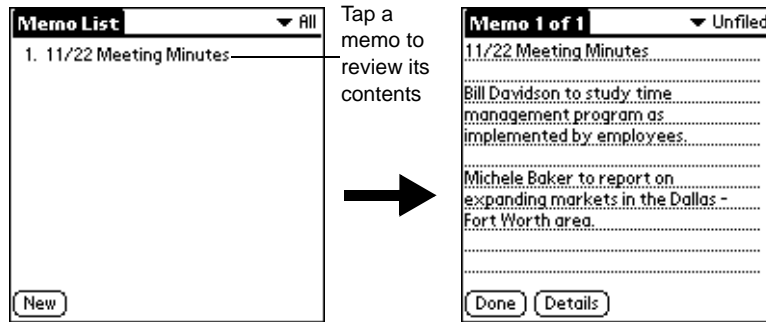 Memo List
All
1. 11/22 Meeting Minutes
New
Tap a
memo to
review its
contents
Memo 1 of 1
Unfiled
11/22 Meeting Minutes
Bill Davidson to study time
management program as
implemented by employees.
Michele Baker to report on
expanding markets in the Dallas -
Fort Worth area.
Done
Details